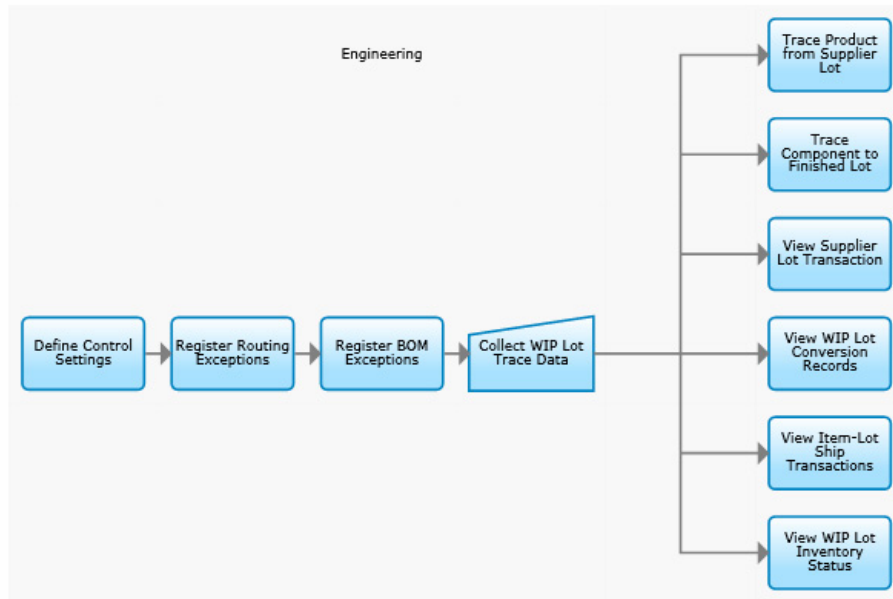 Engineering
Define Control
Settings
Register Routing
Exceptions
Register BOM
Exceptions
Collect WIP Lot
Trace Data
Trace Product
from Supplier
Lot
Trace
Component to
Finished Lot
View Supplier
Lot Transaction
View WIP Lot
Conversion
Records
View Item-Lot
Ship
Transactions
View WIP Lot
Inventory
Status